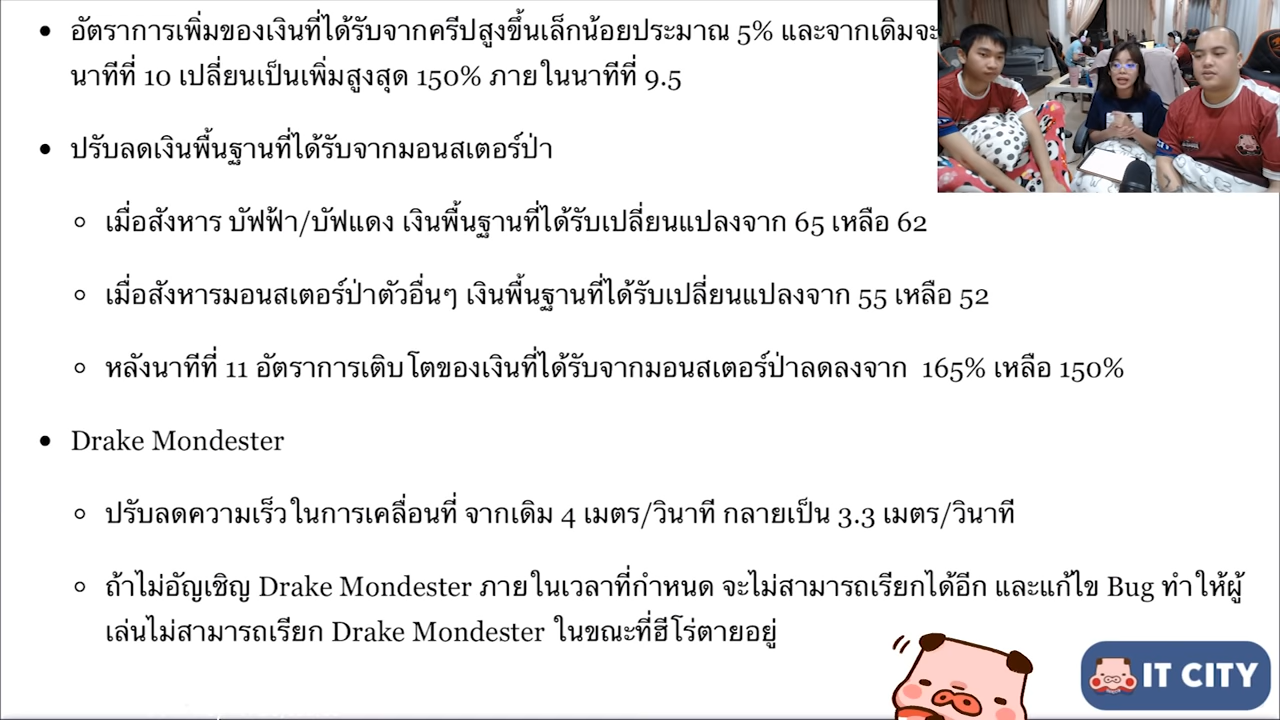 อัตราการเพิ่มของเงินที่ได้รับจากครีปสูงขึ้นเล็กน้อยประมาณ 5% และจากเดิมจะ
นาทีที่ 10 เปลี่ยนเป็นเพิ่มสูงสุด 150% ภายในนาทีที่ 9.5
ปรับลดเงินพื้นฐานที่ได้รับจากมอนสเตอร์ป่า
เมื่อสังหาร บัฟฟ้า/บัฟแดง เงินพื้นฐานที่ได้รับเปลี่ยนแปลงจาก 65 เหลือ 62
เมื่อสังหารมอนสเตอร์ป่าตัวอื่นๆ เงินพื้นฐานที่ได้รับเปลี่ยนแปลงจาก 55 เหลือ 52
หลังนาทีที่ 11 อัตราการเติบโตของเงินที่ได้รับจากมอนสเตอร์ป่าลดลงจาก 165% เหลือ 150%
Drake Mondester
ปรับลดความเร็วในการเคลื่อนที่ จากเดิม 4 เมตร/วินาที กลายเป็น 3.3 เมตร/วินาที
ถ้าไม่อัญเชิญ Drake Mondester ภายในเวลาที่กำหนด จะไม่สามารถเรียกได้อีก และแก้ไข Bug ทำให้ผู้
เล่นไม่สามารถเรียก Drake Mondester ในขณะที่ฮีโร่ตายอยู่
IT CITY